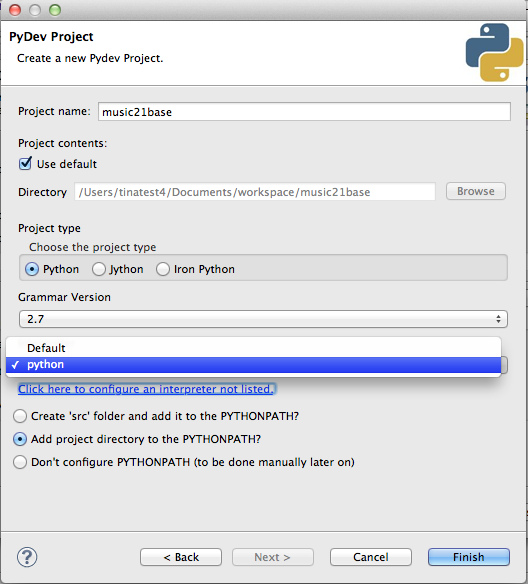 PyDev Project
Create a new Pydev Project.
Project name: music21base
Project contents:
Use default
Directory /Users/tinatest4/Documents/workspace/music21base Browse
Project type
Choose the project type
Python Jython Iron Python
Grammar Version
2.7
Default
python
Click here to configure an interpreter not listed.
Create 'src' folder and add it to the PYTHONPATH?
Add project directory to the PYTHONPATH?
Don't configure PYTHONPATH (to be done manually later on)
? < Back Next > Cancel Finish